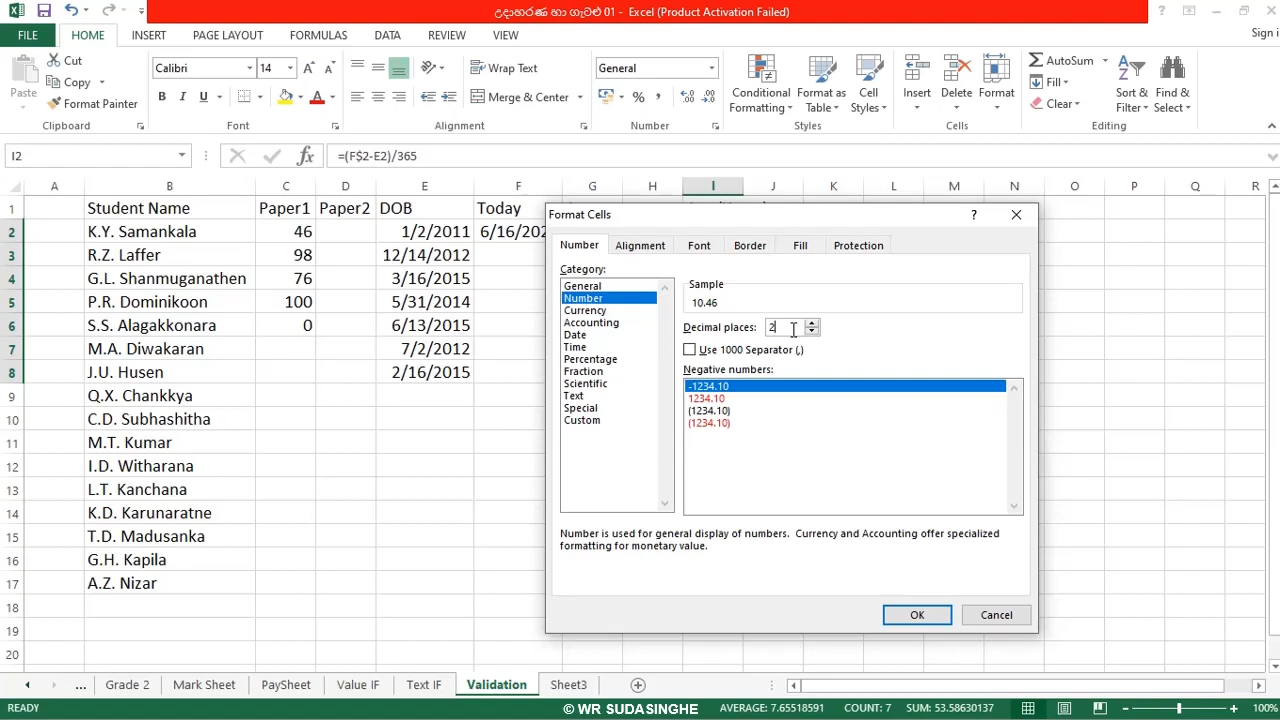 උදාහරණ හා ගැටළු 01 - Excel (Product Activation Failed)
FILE HOME INSERT PAGE LAYOUT FORMULAS DATA REVIEW VIEW Sign i
Paste Cut Copy Format Painter Clipboard
Calibri 14 B I U Font
Wrap Text Merge & Center Alignment
General % Number
Conditional Formatting Format as Table Cell Styles Styles
Insert Delete Format Cells
AutoSum Fill Clear Sort & Filter Find & Select Editing
I2 fx =(F$2-E2)/365
A B C D E F G H I J K L M N O P Q R
1 Student Name Paper1 Paper2 DOB Today
2 K.Y. Samankala 46 1/2/2011 6/16/202
3 R.Z. Laffer 98 12/14/2012
4 G.L. Shanmuganathen 76 3/16/2015
5 P.R. Dominikoon 100 5/31/2014
6 S.S. Alagakkonara 0 6/13/2015
7 M.A. Diwakaran 7/2/2012
8 J.U. Husen 2/16/2015
9 Q.X. Chankkya
10 C.D. Subhashitha
11 M.T. Kumar
12 I.D. Witharana
13 L.T. Kanchana
14 K.D. Karunaratne
15 T.D. Madusanka
16 G.H. Kapila
17 A.Z. Nizar
18
19
20
Format Cells ?
Number Alignment Font Border Fill Protection
Category:
General
Number
Currency
Accounting
Date
Time
Percentage
Fraction
Scientific
Text
Special
Custom
Sample
10.46
Decimal places: 2
Use 1000 Separator (,)
Negative numbers:
-1234.10
1234.10
(1234.10)
(1234.10)
Number is used for general display of numbers. Currency and Accounting offer specialized
formatting for monetary value.
OK Cancel
... Grade 2 Mark Sheet PaySheet Value IF Text IF Validation Sheet3
READY © WR SUDASINGHE AVERAGE: 7.65518591 COUNT: 7 SUM: 53.58630137 100%